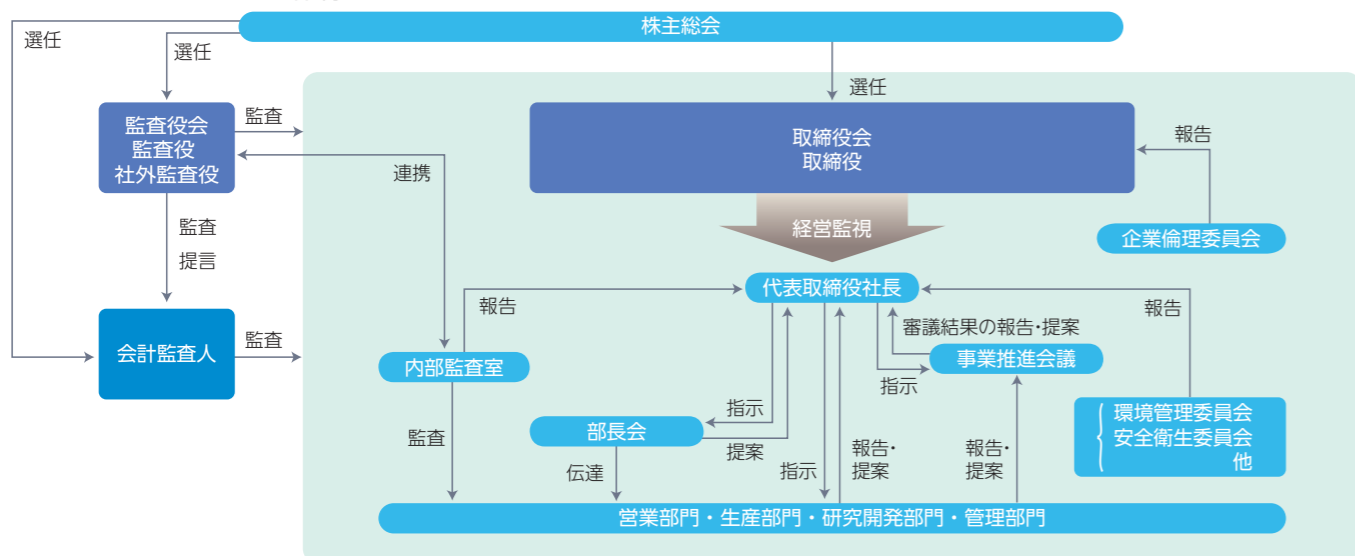 株主総会
選任
選任
選任
監査役会
監査役
社外監査役
監査
取締役会
取締役
報告
連携
監査
提言
経営監視
企業倫理委員会
代表取締役社長
報告
審議結果の報告・提案
報告
会計監査人
監査
内部監査室
事業推進会議
指示
指示
環境管理委員会
安全衛生委員会
他
部長会
監査
提案
報告・
提案
報告・
提案
伝達
指示
営業部門・生産部門・研究開発部門・管理部門